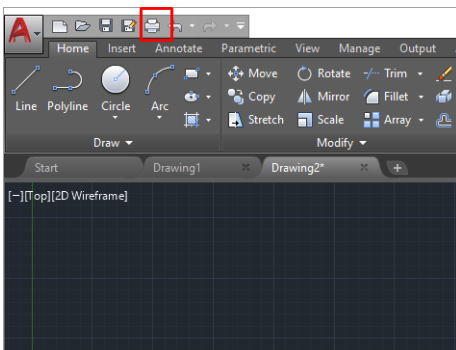 A
Home Insert Annotate Parametric View Manage Output
Line Polyline Circle Arc
Move Rotate Trim
Copy Mirror Fillet
Stretch Scale Array
Draw Modify
Start Drawing1 Drawing2*
[−][Top][2D Wireframe]